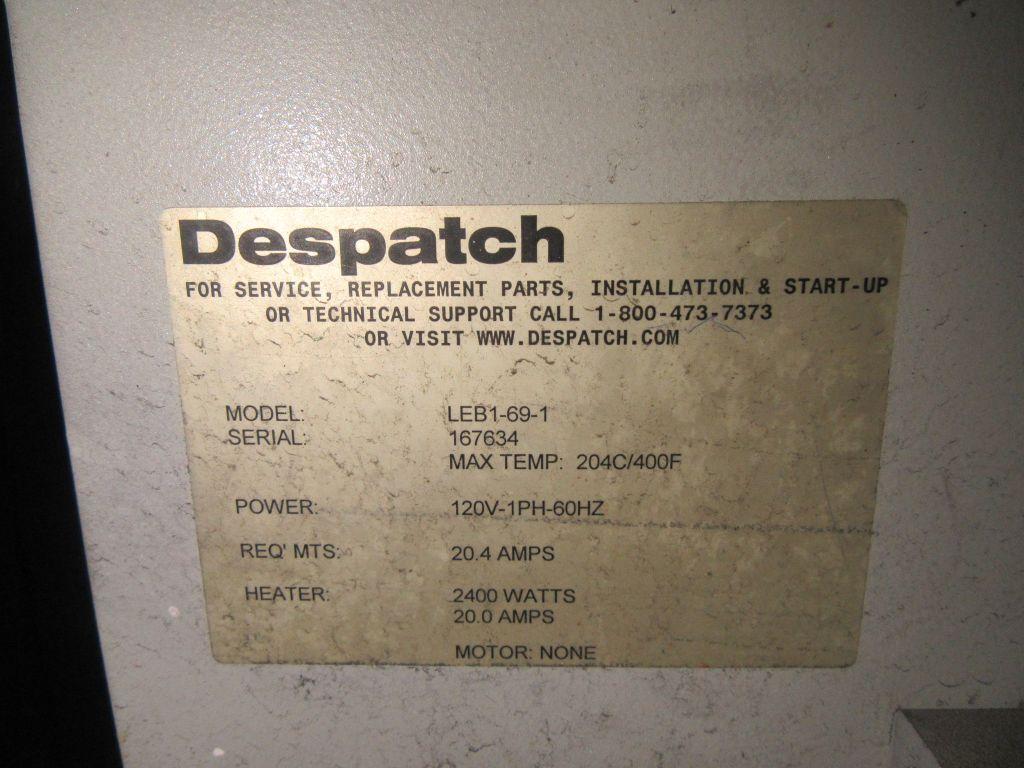 Despatch
FOR SERVICE, REPLACEMENT PARTS, INSTALLATION & START-UP
OR TECHNICAL SUPPORT CALL 1-800-473-7373
OR VISIT WWW.DESPATCH.COM
MODEL: LEB1-69-1
SERIAL: 167634
MAX TEMP: 204C/400F
POWER: 120V-1PH-60HZ
REQ' MTS: 20.4 AMPS
HEATER: 2400 WATTS
20.0 AMPS
MOTOR: NONE